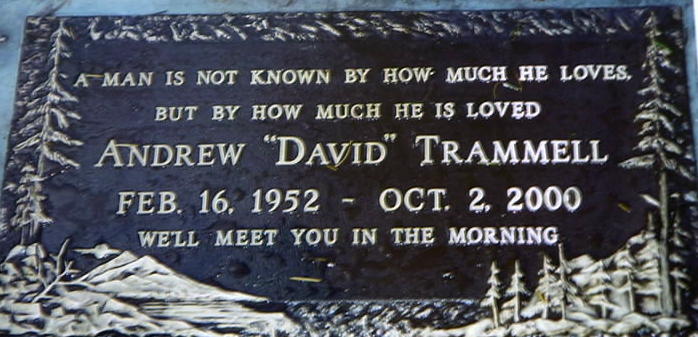 A MAN IS NOT KNOWN BY HOW MUCH HE LOVES,
BUT BY HOW MUCH HE IS LOVED
ANDREW "DAVID" TRAMMELL
FEB. 16, 1952 - OCT. 2, 2000
WE'LL MEET YOU IN THE MORNING